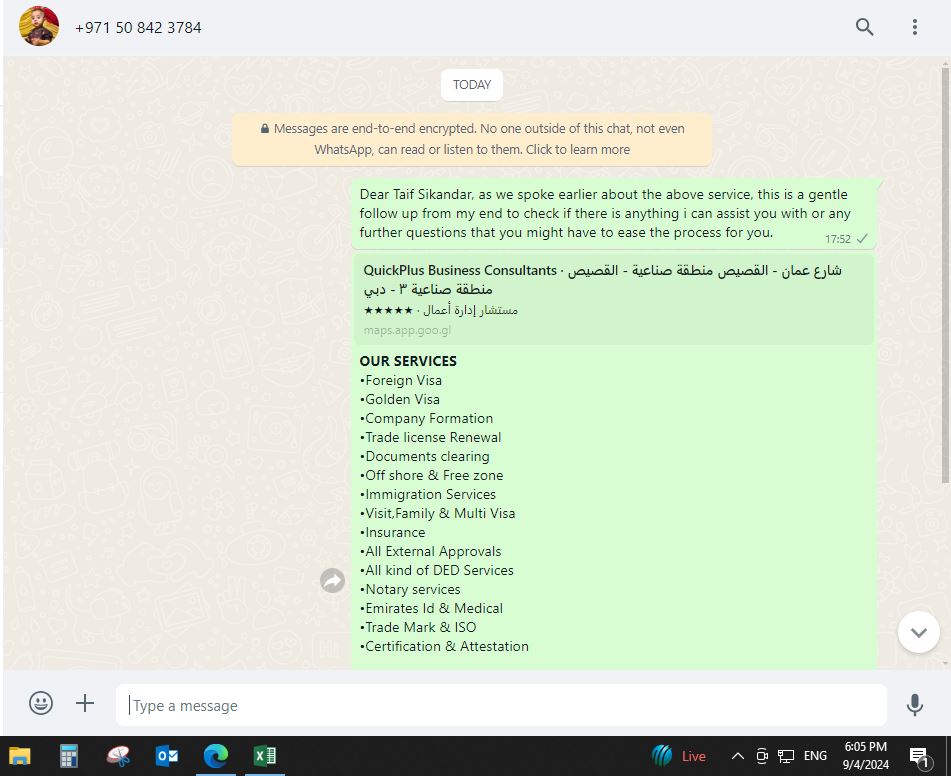 +971 50 842 3784
TODAY
Messages are end-to-end encrypted. No one outside of this chat, not even
WhatsApp, can read or listen to them. Click to learn more
Dear Taif Sikandar, as we spoke earlier about the above service, this is a gentle
follow up from my end to check if there is anything i can assist you with or any
further questions that you might have to ease the process for you.
17:52
QuickPlus Business Consultants · شارع عمان - القصيص منطقة صناعية - القصيص
منطقة صناعية ٣ - دبي
★★★★★ · مستشار إدارة أعمال
maps.app.goo.gl
OUR SERVICES
•Foreign Visa
•Golden Visa
•Company Formation
•Trade license Renewal
•Documents clearing
•Off shore & Free zone
•Immigration Services
•Visit,Family & Multi Visa
•Insurance
•All External Approvals
•All kind of DED Services
•Notary services
•Emirates Id & Medical
•Trade Mark & ISO
•Certification & Attestation
Type a message
Live
ENG
6:05 PM
9/4/2024
1